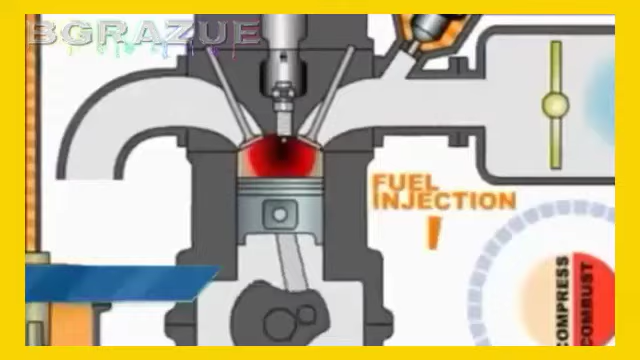 BGRAZUE
FUEL
INJECTION
COMPRESS
COMBUST